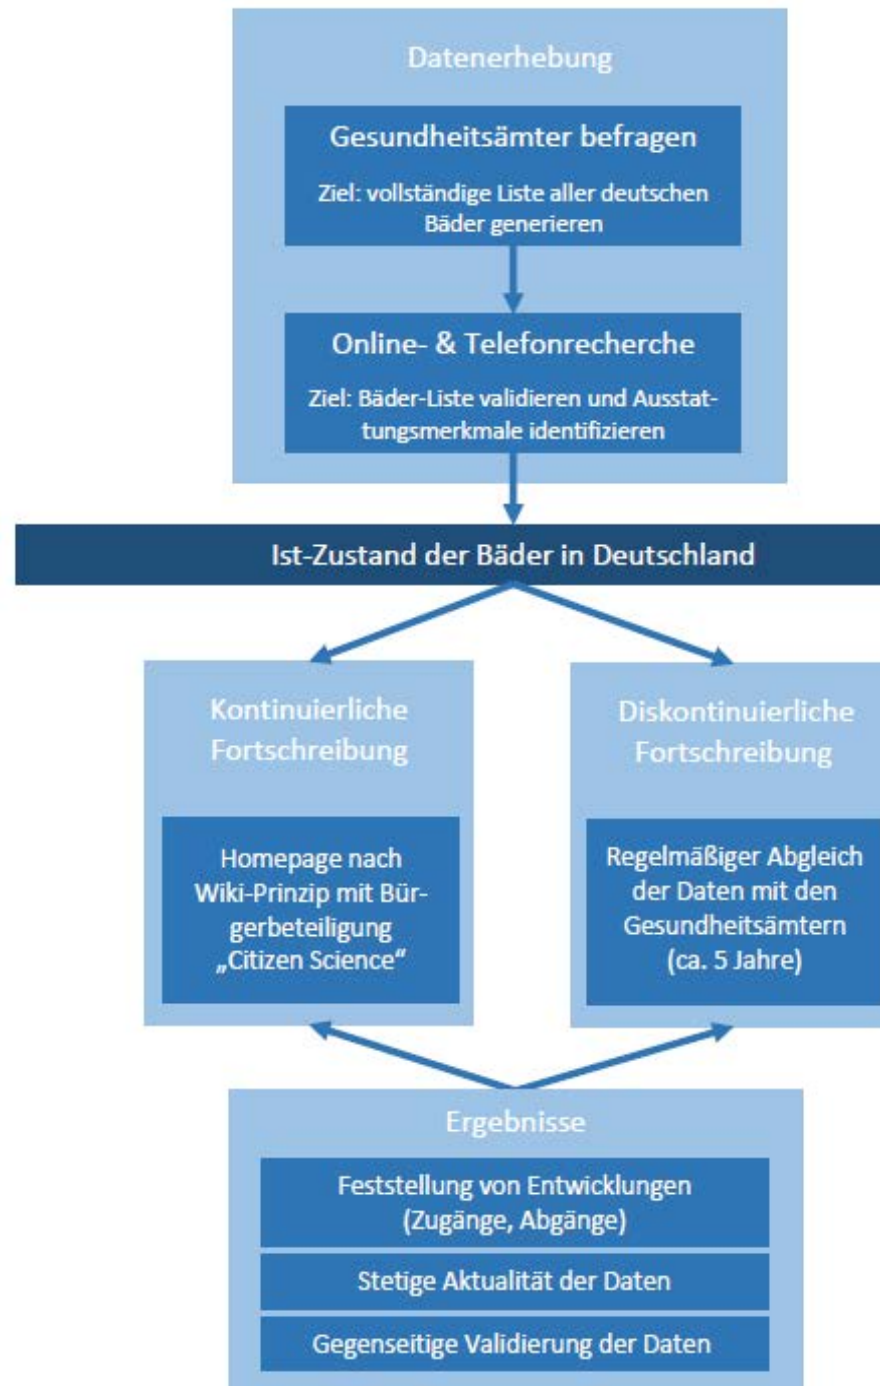 Datenerhebung
Gesundheitsämter befragen
Ziel: vollständige Liste aller deutschen
Bäder generieren
Online- & Telefonrecherche
Ziel: Bäder-Liste validieren und Ausstat-
tungsmerkmale identifizieren
Ist-Zustand der Bäder in Deutschland
Kontinuierliche
Fortschreibung
Homepage nach
Wiki-Prinzip mit Bür-
gerbeteiligung
„Citizen Science“
Diskontinuierliche
Fortschreibung
Regelmäßiger Abgleich
der Daten mit den
Gesundheitsämtern
(ca. 5 Jahre)
Ergebnisse
Feststellung von Entwicklungen
(Zugänge, Abgänge)
Stetige Aktualität der Daten
Gegenseitige Validierung der Daten